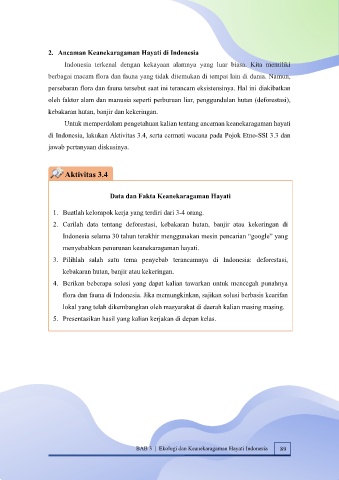 2. Ancaman Keanekaragaman Hayati di Indonesia
Indonesia terkenal dengan kekayaan alamnya yang luar biasa. Kita memiliki
berbagai macam flora dan fauna yang tidak ditemukan di tempat lain di dunia. Namun,
persebaran flora dan fauna tersebut saat ini terancam eksistensinya. Hal ini diakibatkan
oleh faktor alam dan manusia seperti perburuan liar, penggundulan hutan (deforestasi),
kebakaran hutan, banjir dan kekeringan.
Untuk memperdalam pengetahuan kalian tentang ancaman keanekaragaman hayati
di Indonesia, lakukan Aktivitas 3.4, serta cermati wacana pada Pojok Etno-SSI 3.3 dan
jawab pertanyaan diskusinya.
Aktivitas 3.4
Data dan Fakta Keanekaragaman Hayati
1. Buatlah kelompok kerja yang terdiri dari 3-4 orang.
2. Carilah data tentang deforestasi, kebakaran hutan, banjir atau kekeringan di
Indonesia selama 30 tahun terakhir menggunakan mesin pencarian “google” yang
menyebabkan penurunan keanekaragaman hayati.
3. Pilihlah salah satu tema penyebab terancamnya di Indonesia: deforestasi,
kebakaran hutan, banjir atau kekeringan.
4. Berikan beberapa solusi yang dapat kalian tawarkan untuk mencegah punahnya
flora dan fauna di Indonesia. Jika memungkinkan, sajikan solusi berbasis kearifan
lokal yang telah dikembangkan oleh masyarakat di daerah kalian masing masing.
5. Presentasikan hasil yang kalian kerjakan di depan kelas.
BAB 3 | Ekologi dan Keanekaragaman Hayati Indonesia